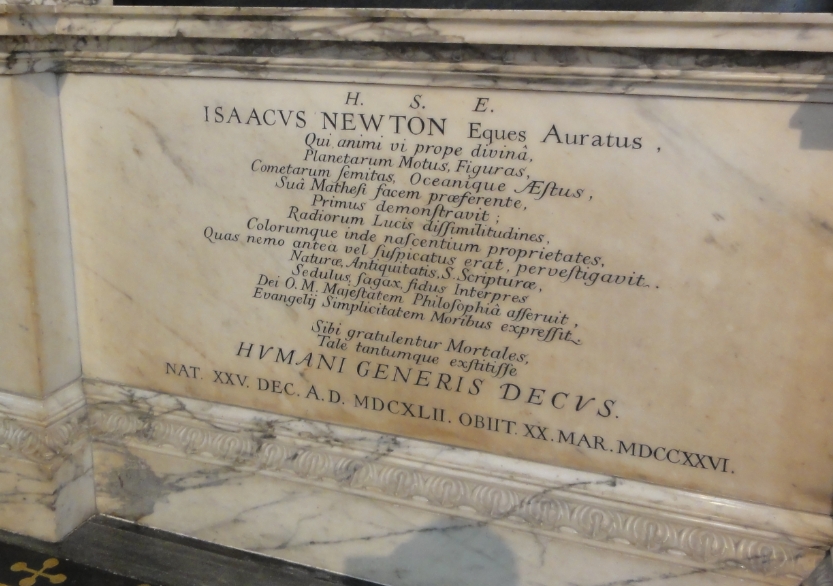 H. S. E.
ISAACVS NEWTON Eques Auratus,
Qui animi vi prope divinâ,
Planetarum Motus, Figuras,
Cometarum ſemitas, Oceanique Æſtus,
Suâ Matheſi facem præferente,
Primus demonſtravit;
Radiorum Lucis diſſimilitudines,
Colorumque inde naſcentium proprietates,
Quas nemo antea vel ſuſpicatus erat, perveſtigavit.
Naturæ, Antiquitatis, S. Scripturæ,
Sedulus, ſagax, fidus Interpres
Dei O. M. Majeſtatem Philoſophiâ aſſeruit,
Evangelij Simplicitatem Moribus expreſſit.
Sibi gratulentur Mortales,
Tale tantumque exſtitiſſe
HVMANI GENERIS DECVS.
NAT. XXV. DEC. A.D. MDCXLII. OBIIT. XX. MAR. MDCCXXVI.